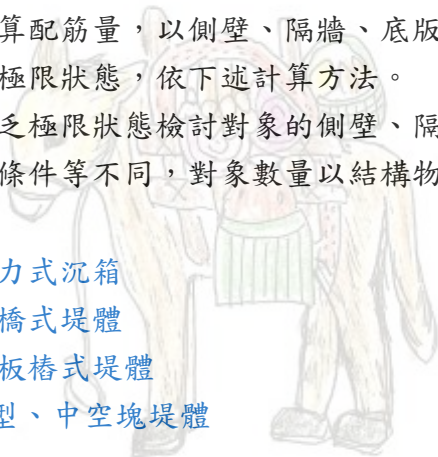 算配筋量，以側壁、隔牆、底版
極限狀態，依下述計算方法。
乏極限狀態檢討對象的側壁、隔
條件等不同，對象數量以結構物
力式沉箱
橋式堤體
板樁式堤體
型、中空塊堤體